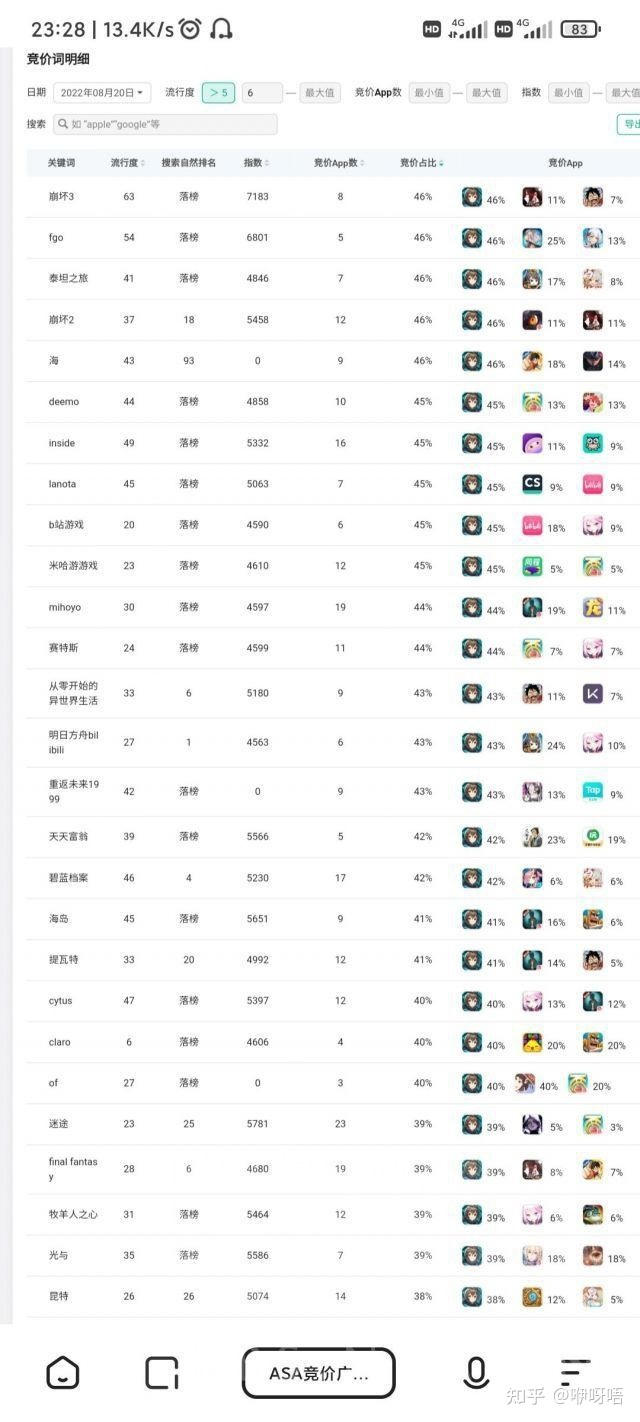 23:28 | 13.4K/s HD 4G HD 4G 83
竞价词明细
日期 2022年08月20日 流行度 > 5 6 — 最大值 竞价App数 最小值 — 最大值 指数 最小值 — 最大值
搜索 如 "apple""google"等 导出
关键词 流行度 搜索自然排名 指数 竞价App数 竞价占比 竞价App
崩坏3 63 落榜 7183 8 46% 46% 11% 7%
fgo 54 落榜 6801 5 46% 46% 25% 13%
泰坦之旅 41 落榜 4846 7 46% 46% 17% 8%
崩坏2 37 18 5458 12 46% 46% 11% 11%
海 43 93 0 9 46% 46% 18% 14%
deemo 44 落榜 4858 10 45% 45% 13% 13%
inside 49 落榜 5332 16 45% 45% 11% 9%
lanota 45 落榜 5063 7 45% 45% CS 9% bilibili 9%
b站游戏 20 落榜 4590 6 45% 45% bilibili 18% 9%
米哈游游戏 23 落榜 4610 12 45% 45% 5% 5%
mihoyo 30 落榜 4597 19 44% 44% 19% 11%
赛特斯 24 落榜 4599 11 44% 44% 7% 7%
从零开始的
异世界生活 33 6 5180 9 43% 43% 11% K 7%
明日方舟bil
ibili 27 1 4563 6 43% 43% 24% 10%
重返未来19
99 42 落榜 0 9 43% 43% 13% Tap 9%
天天富翁 39 落榜 5566 5 42% 42% 23% 玩 19%
碧蓝档案 46 4 5230 17 42% 42% 6% 6%
海岛 45 落榜 5651 9 41% 41% 16% 6%
提瓦特 33 20 4992 12 41% 41% 14% 5%
cytus 47 落榜 5397 12 40% 40% 13% 12%
claro 6 落榜 4606 4 40% 40% 20% 20%
of 27 落榜 0 3 40% 40% 40% 20%
迷途 23 25 5781 23 39% 39% 5% 3%
final fantas
y 28 6 4680 19 39% 39% 8% 7%
牧羊人之心 31 落榜 5464 12 39% 39% 6% 6%
光与 35 落榜 5586 7 39% 39% 18% 18%
昆特 26 26 5074 14 38% 38% 12% 5%
ASA竞价广...
知乎 @咿呀唔